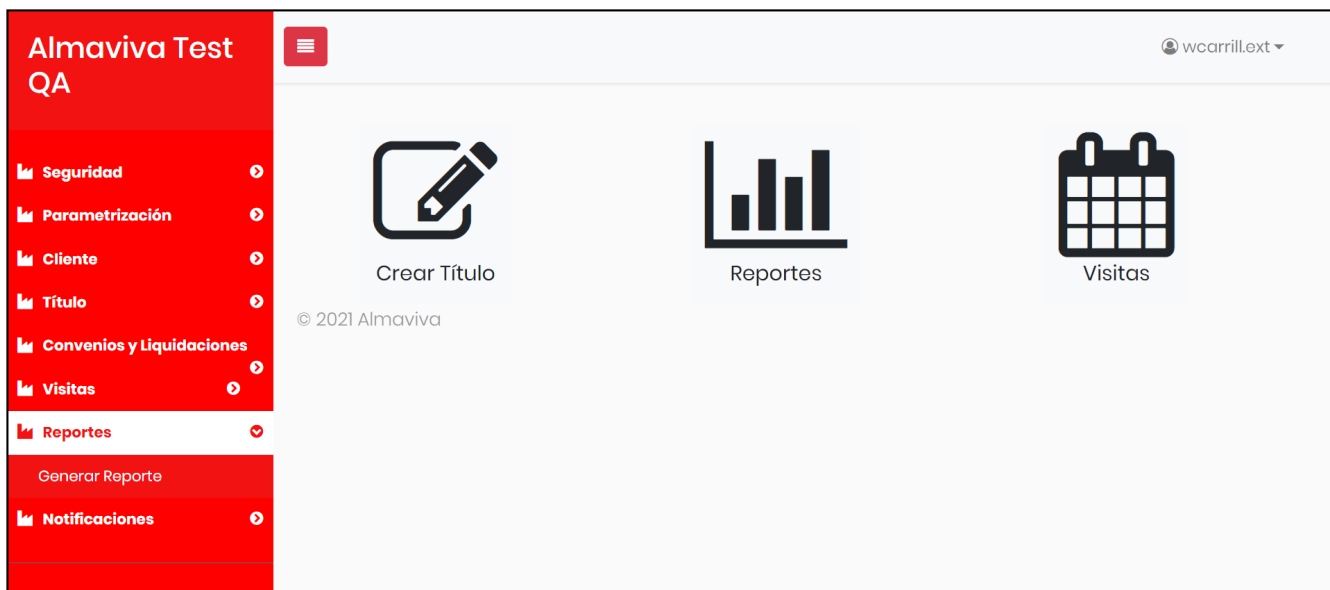 Almaviva Test
QA
wcarrill.ext
Seguridad
Parametrización
Cliente
Título
Convenios y Liquidaciones
Visitas
Reportes
Generar Reporte
Notificaciones
Crear Título
Reportes
Visitas
© 2021 Almaviva